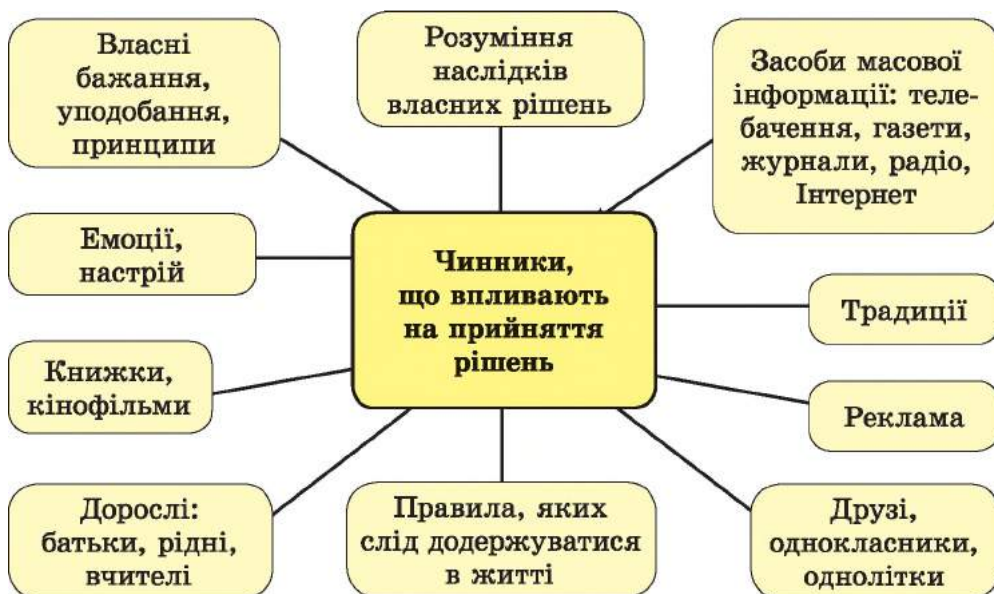 Власні
бажання,
уподобання,
принципи
Розуміння
наслідків
власних рішень
Засоби масової
інформації: теле-
бачення, газети,
журнали, радіо,
Інтернет
Емоції,
настрій
Чинники,
що впливають
на прийняття
рішень
Традиції
Книжки,
кінофільми
Реклама
Дорослі:
батьки, рідні,
вчителі
Правила, яких
слід додержуватися
в житті
Друзі,
однокласники,
однолітки